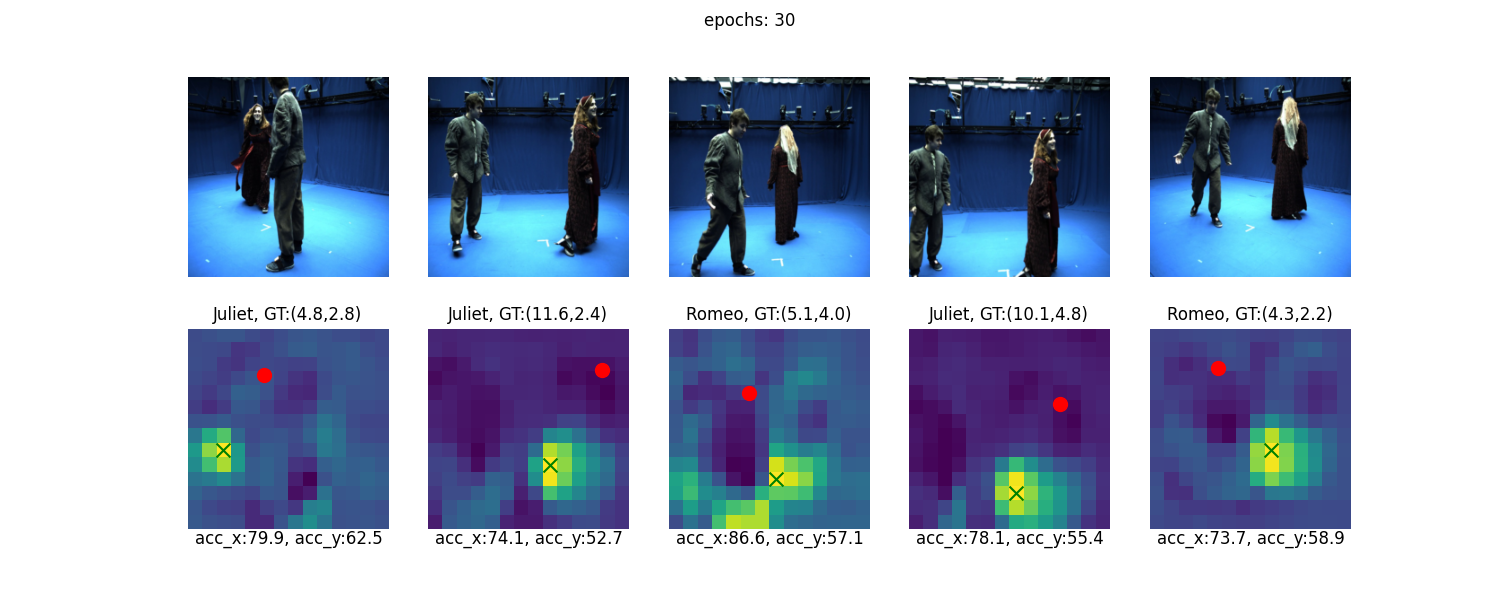 epochs: 30
Juliet, GT:(4.8,2.8)
Juliet, GT:(11.6,2.4)
Romeo, GT:(5.1,4.0)
Juliet, GT:(10.1,4.8)
Romeo, GT:(4.3,2.2)
acc_x:79.9, acc_y:62.5
acc_x:74.1, acc_y:52.7
acc_x:86.6, acc_y:57.1
acc_x:78.1, acc_y:55.4
acc_x:73.7, acc_y:58.9